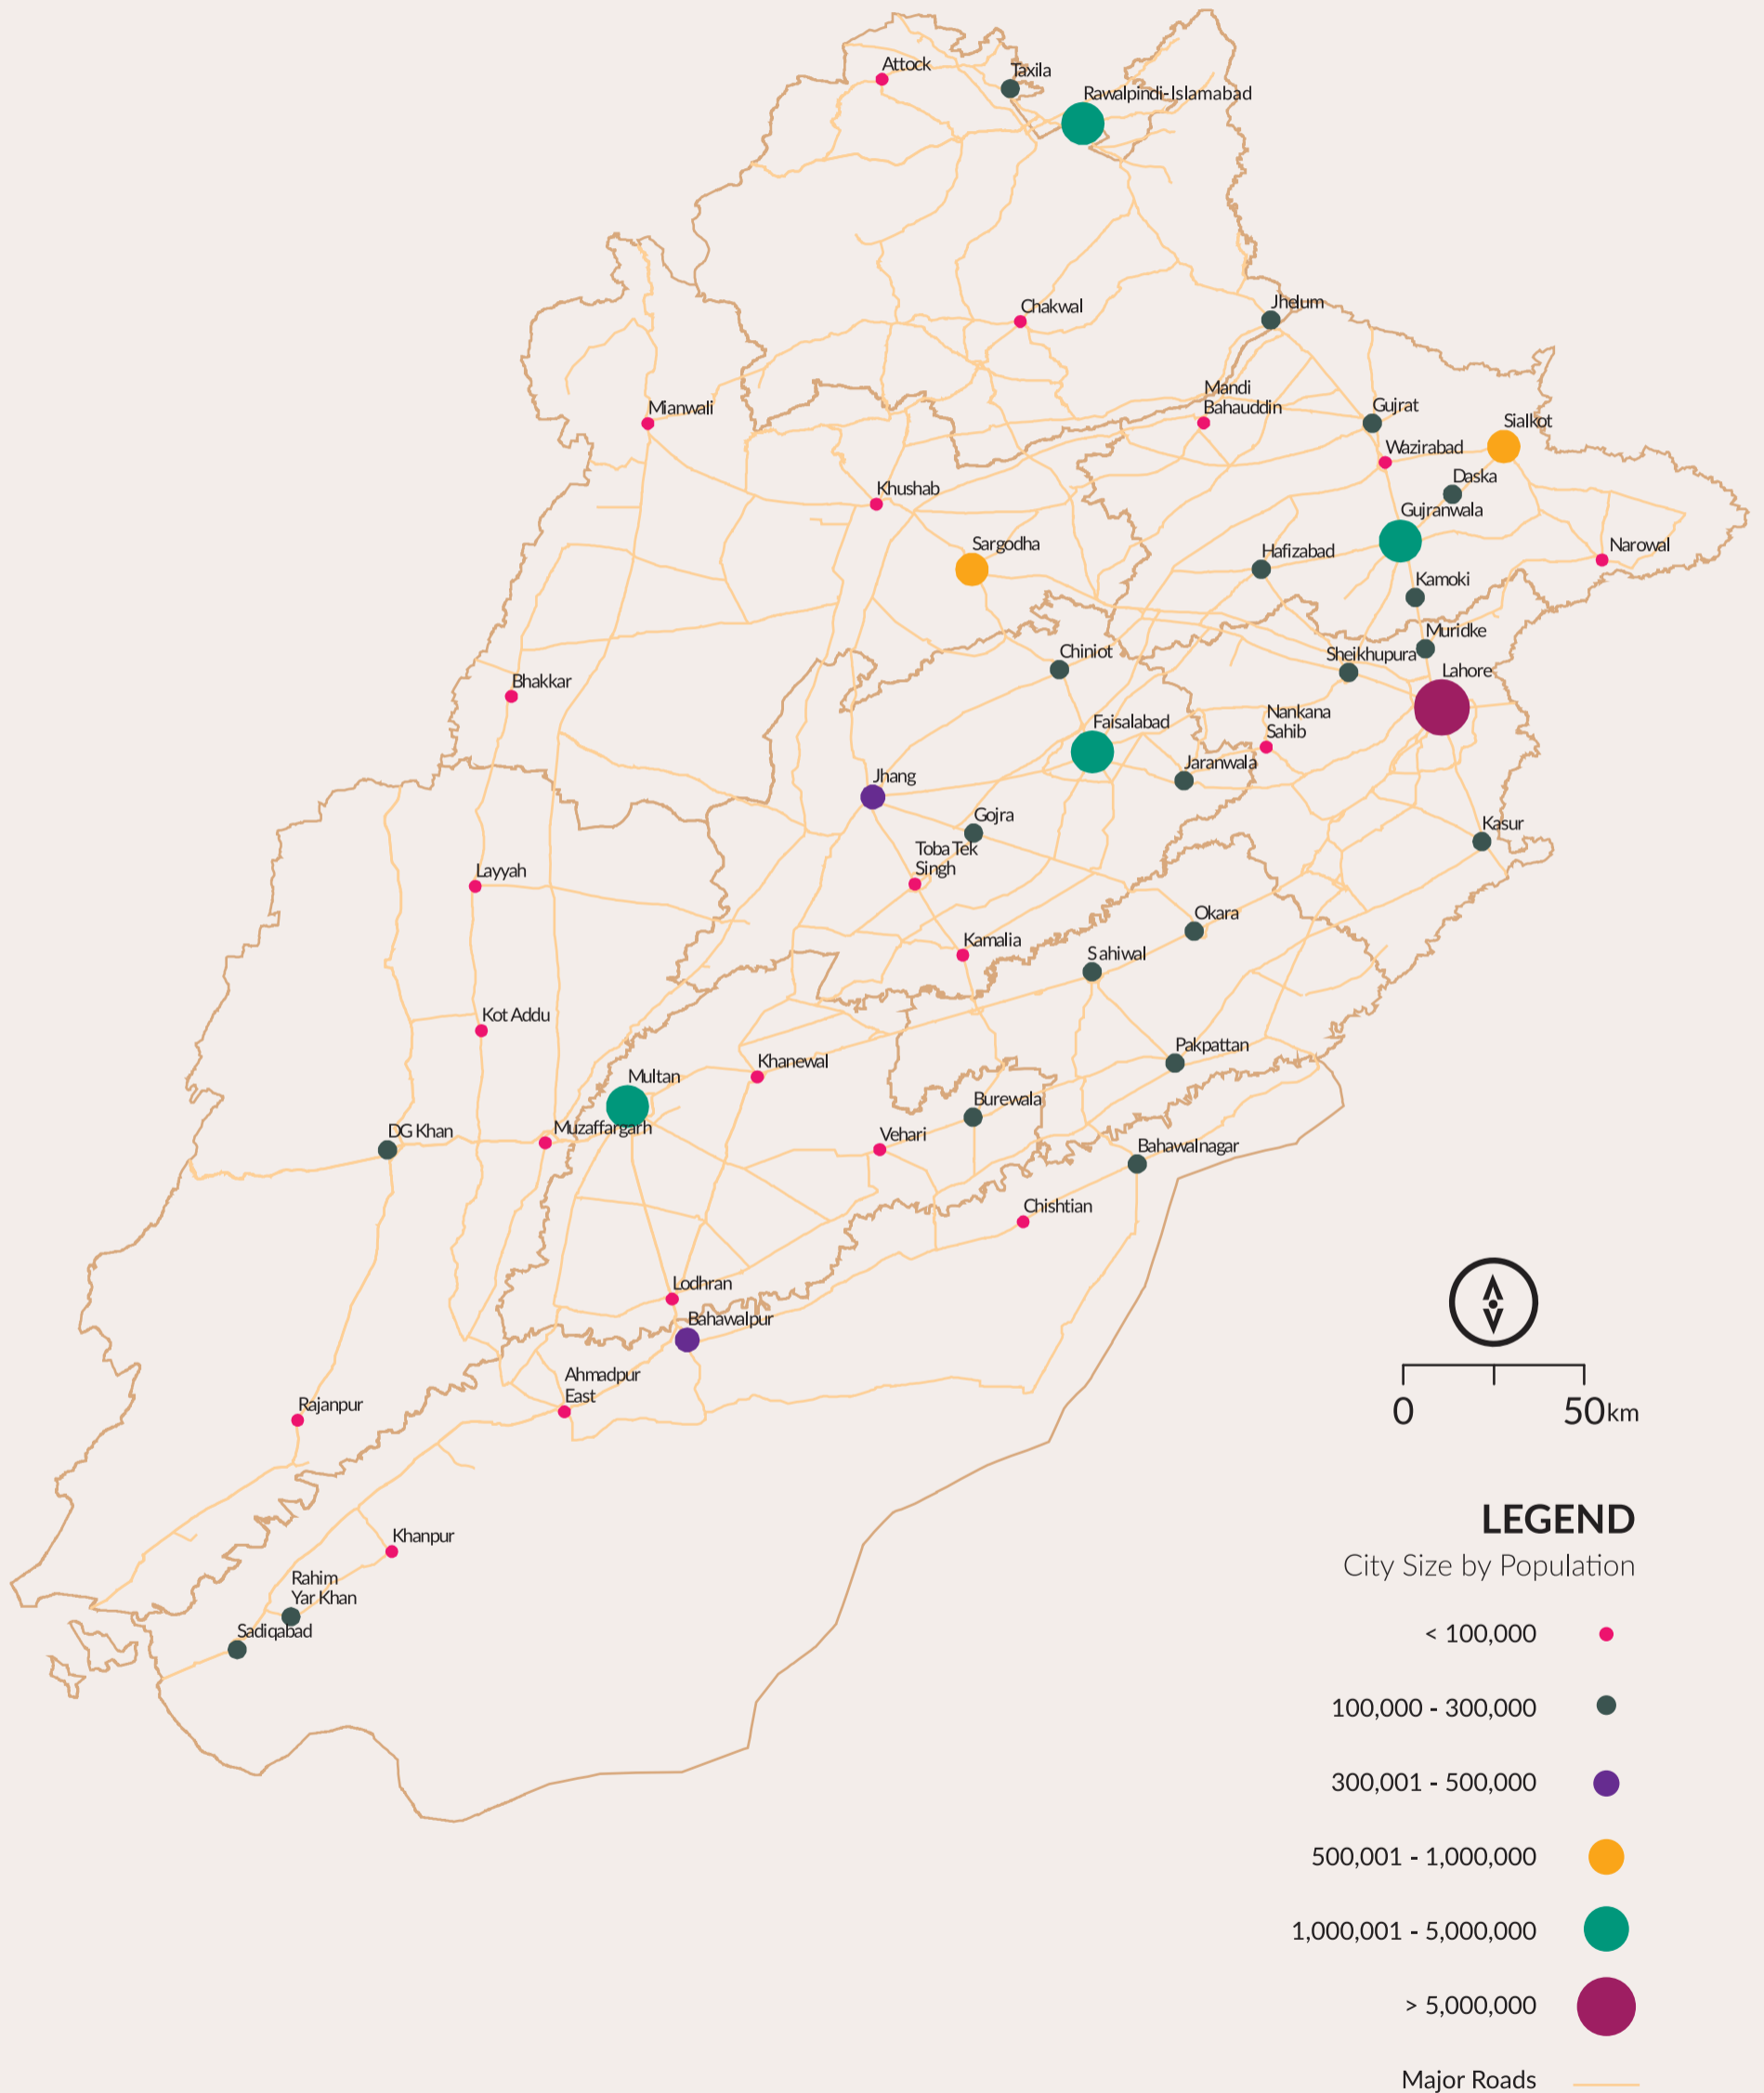 Attock
Taxila
Rawalpindi-Islamabad
Chakwal
Jhelum
Mianwali
Mandi
Bahauddin
Gujrat
Sialkot
Wazirabad
Daska
Khushab
Gujranwala
Sargodha
Hafizabad
Narowal
Kamoki
Muridke
Chiniot
Sheikhupura
Lahore
Bhakkar
Nankana
Sahib
Faisalabad
Jaranwala
Jhang
Gojra
Kasur
Toba Tek
Singh
Layyah
Okara
Kamalia
Sahiwal
Kot Addu
Pakpattan
Khanewal
Multan
Burewala
Muzaffargarh
DG Khan
Vehari
Bahawalnagar
Chishtian
Lodhran
Bahawalpur
Ahmadpur
East
Rajanpur
Khanpur
Rahim
Yar Khan
Sadiqabad
0 50km
LEGEND
City Size by Population
< 100,000
100,000 - 300,000
300,001 - 500,000
500,001 - 1,000,000
1,000,001 - 5,000,000
> 5,000,000
Major Roads